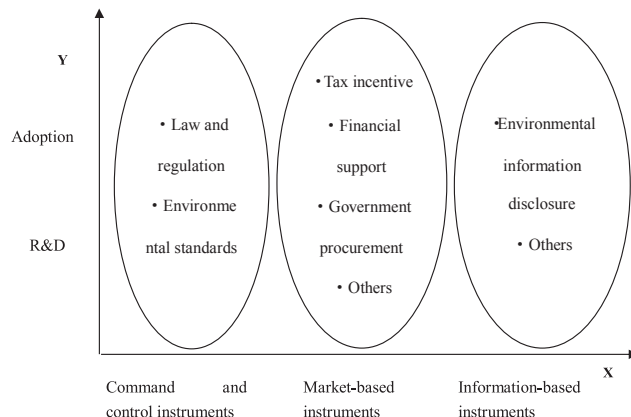 Y
Adoption
R&D
• Law and
regulation
• Environme
ntal standards
• Tax incentive
• Financial
support
• Government
procurement
• Others
•Environmental
information
disclosure
• Others
X
Command and
control instruments
Market-based
instruments
Information-based
instruments